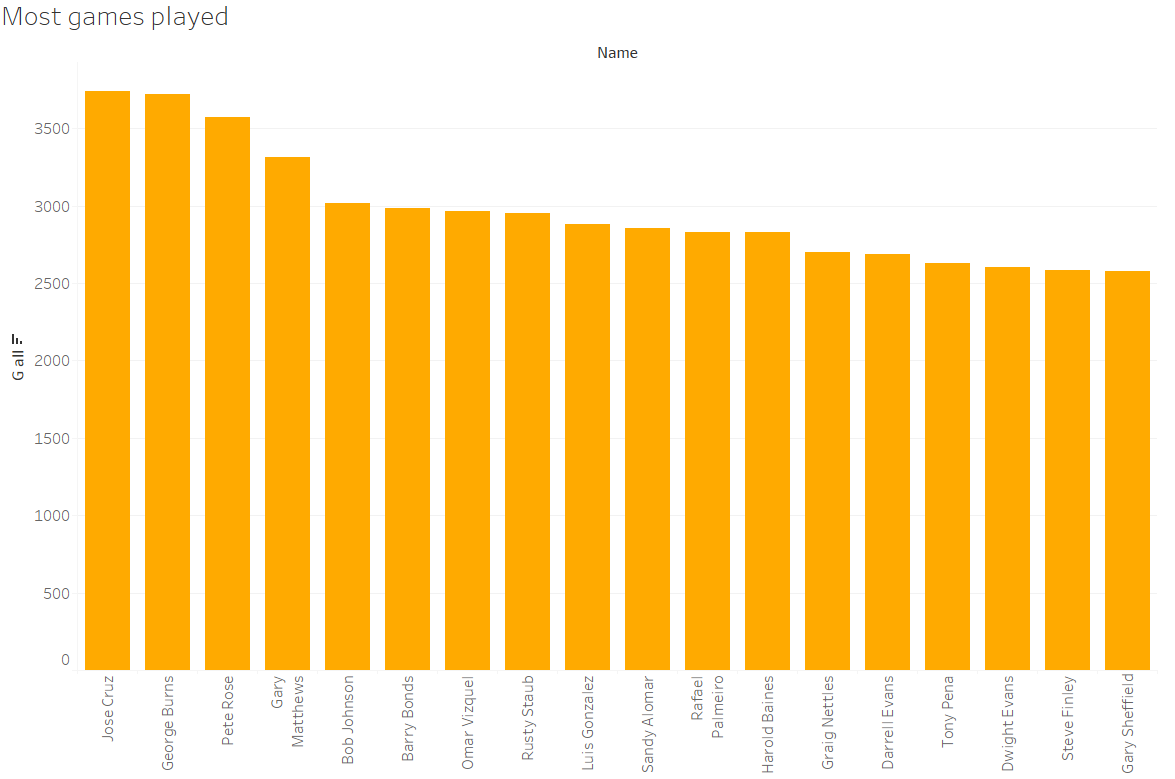 Most games played
Name
G all
3500
3000
2500
2000
1500
1000
500
0
Jose Cruz
George Burns
Pete Rose
Gary
Matthews
Bob Johnson
Barry Bonds
Omar Vizquel
Rusty Staub
Luis Gonzalez
Sandy Alomar
Rafael
Palmeiro
Harold Baines
Graig Nettles
Darrell Evans
Tony Pena
Dwight Evans
Steve Finley
Gary Sheffield